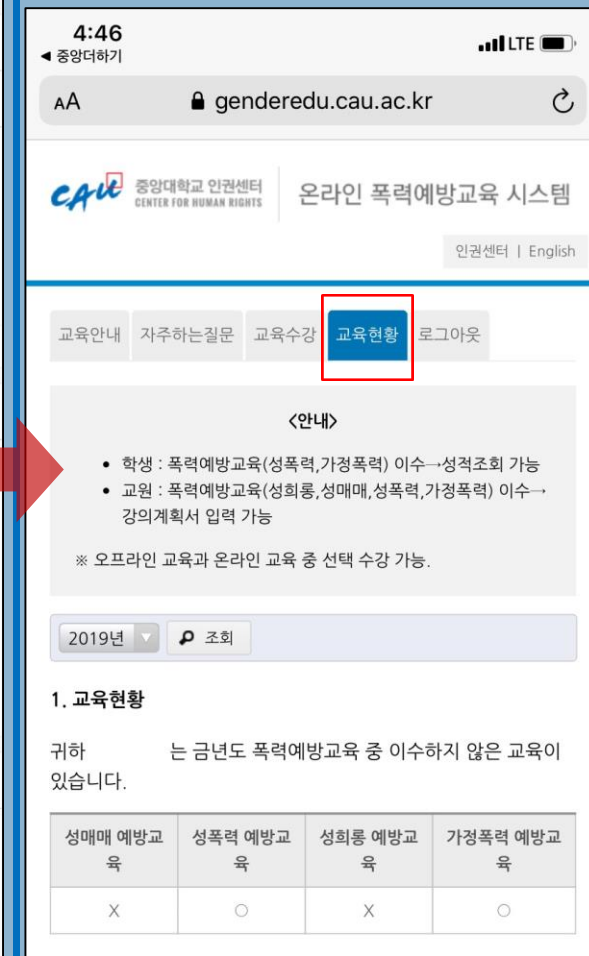 4:46
◀ 중앙더하기
LTE
AA
genderedu.cau.ac.kr
CAU
중앙대학교 인권센터
CENTER FOR HUMAN RIGHTS
온라인 폭력예방교육 시스템
인권센터 | English
교육안내 자주하는질문 교육수강 교육현황 로그아웃
<안내>
• 학생 : 폭력예방교육(성폭력,가정폭력) 이수→성적조회 가능
• 교원 : 폭력예방교육(성희롱,성매매,성폭력,가정폭력) 이수→
강의계획서 입력 가능
※ 오프라인 교육과 온라인 교육 중 선택 수강 가능.
2019년 조회
1. 교육현황
귀하 는 금년도 폭력예방교육 중 이수하지 않은 교육이
있습니다.
성매매 예방교 성폭력 예방교 성희롱 예방교 가정폭력 예방교
육 육 육 육
X ○ X ○